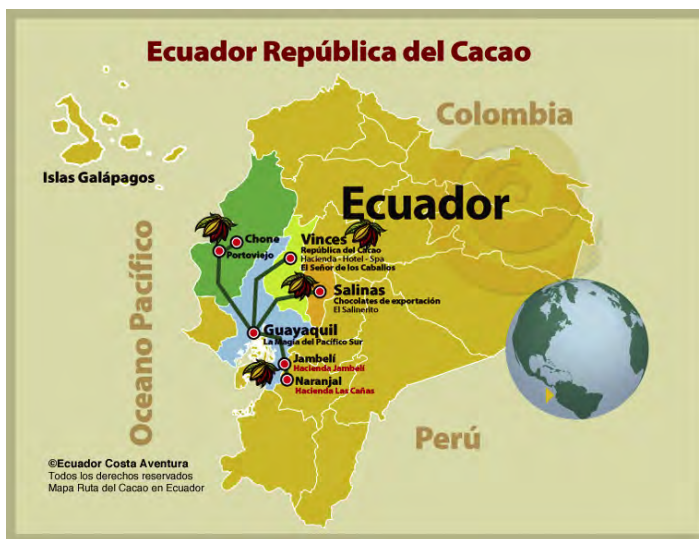 Ecuador República del Cacao
Colombia
Islas Galápagos
Ecuador
Oceano Pacífico
Chone
Portoviejo
Vinces
República del Cacao
Hacienda - Hotel - Spa
El Señor de los Caballos
Salinas
Chocolates de exportación
El Salinerito
Guayaquil
La Magia del Pacífico Sur
Jambelí
Hacienda Jambelí
Naranjal
Hacienda Las Cañas
Perú
©Ecuador Costa Aventura
Todos los derechos reservados
Mapa Ruta del Cacao en Ecuador